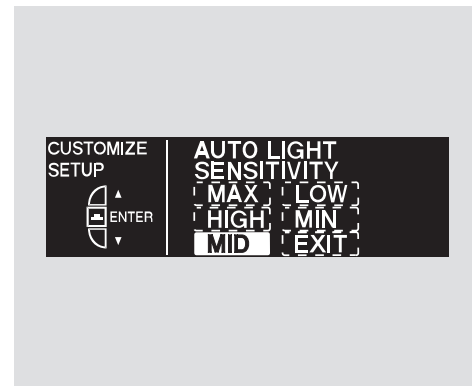 CUSTOMIZE
SETUP
ENTER
AUTO LIGHT
SENSITIVITY
MAX LOW
HIGH MIN
MID EXIT